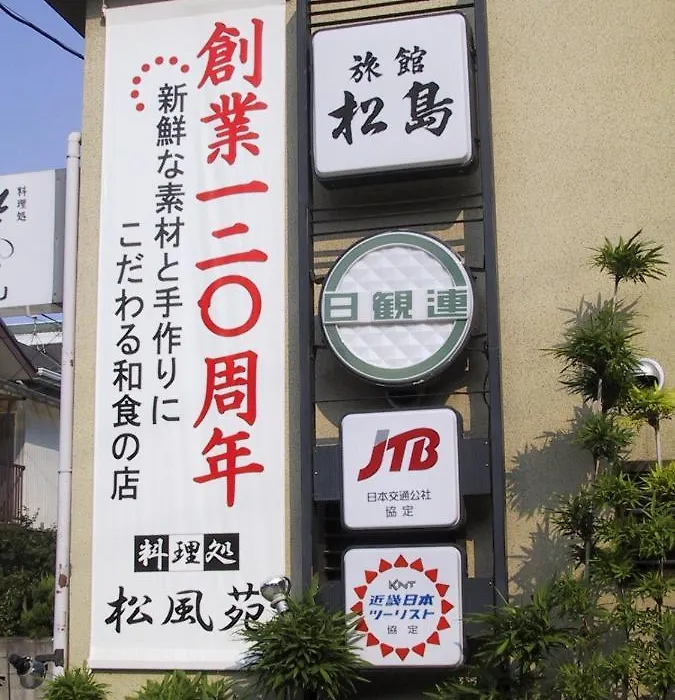 創業一二〇周年
新鮮な素材と手作りに
こだわる和食の店
料理処
松風苑
旅館
松島
日観連
JTB
日本交通公社
協定
KNT
近畿日本
ツーリスト
協定
料理処